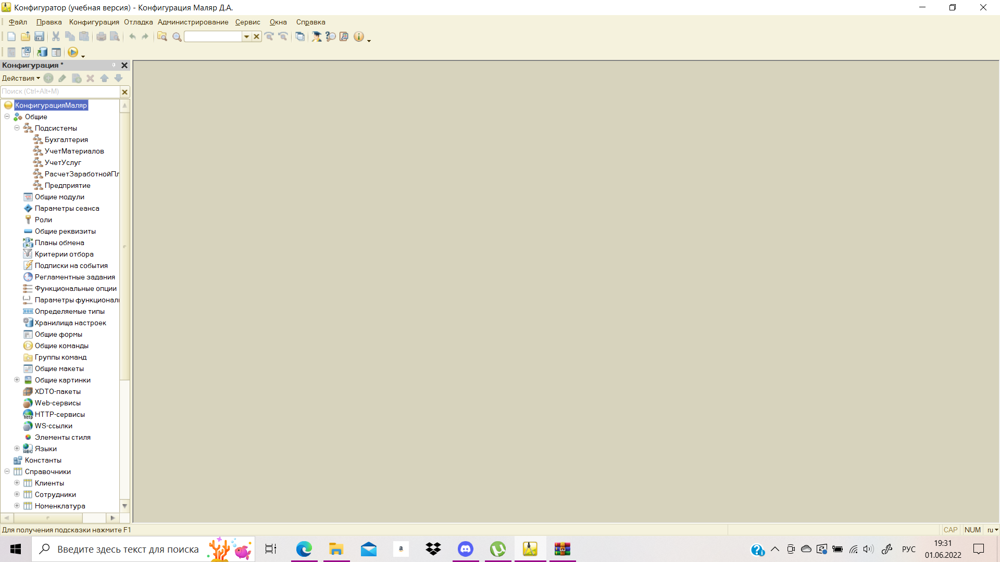 Конфигуратор (учебная версия) - Конфигурация Маляр Д.А.
Файл Правка Конфигурация Отладка Администрирование Сервис Окна Справка
Конфигурация *
Действия
Поиск (Ctrl+Alt+M)
КонфигурацияМаляр
Общие
Подсистемы
Бухгалтерия
УчетМатериалов
УчетУслуг
РасчетЗаработнойПл
Предприятие
Общие модули
Параметры сеанса
Роли
Общие реквизиты
Планы обмена
Критерии отбора
Подписки на события
Регламентные задания
Функциональные опции
Параметры функционал
Определяемые типы
Хранилища настроек
Общие формы
Общие команды
Группы команд
Общие макеты
Общие картинки
XDTO-пакеты
Web-сервисы
HTTP-сервисы
WS-ссылки
Элементы стиля
Языки
Константы
Справочники
Клиенты
Сотрудники
Номенклатура
Для получения подсказки нажмите F1
CAP NUM ru
Введите здесь текст для поиска
a
РУС
19:31
01.06.2022